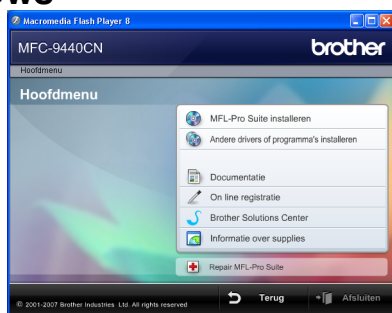 Macromedia Flash Player 8
MFC-9440CN
brother
Hoofdmenu
Hoofdmenu
MFL-Pro Suite installeren
Andere drivers of programma's installeren
Documentatie
On line registratie
Brother Solutions Center
Informatie over supplies
Repair MFL-Pro Suite
© 2001-2007 Brother Industries Ltd. All rights reserved
Terug
Afsluiten